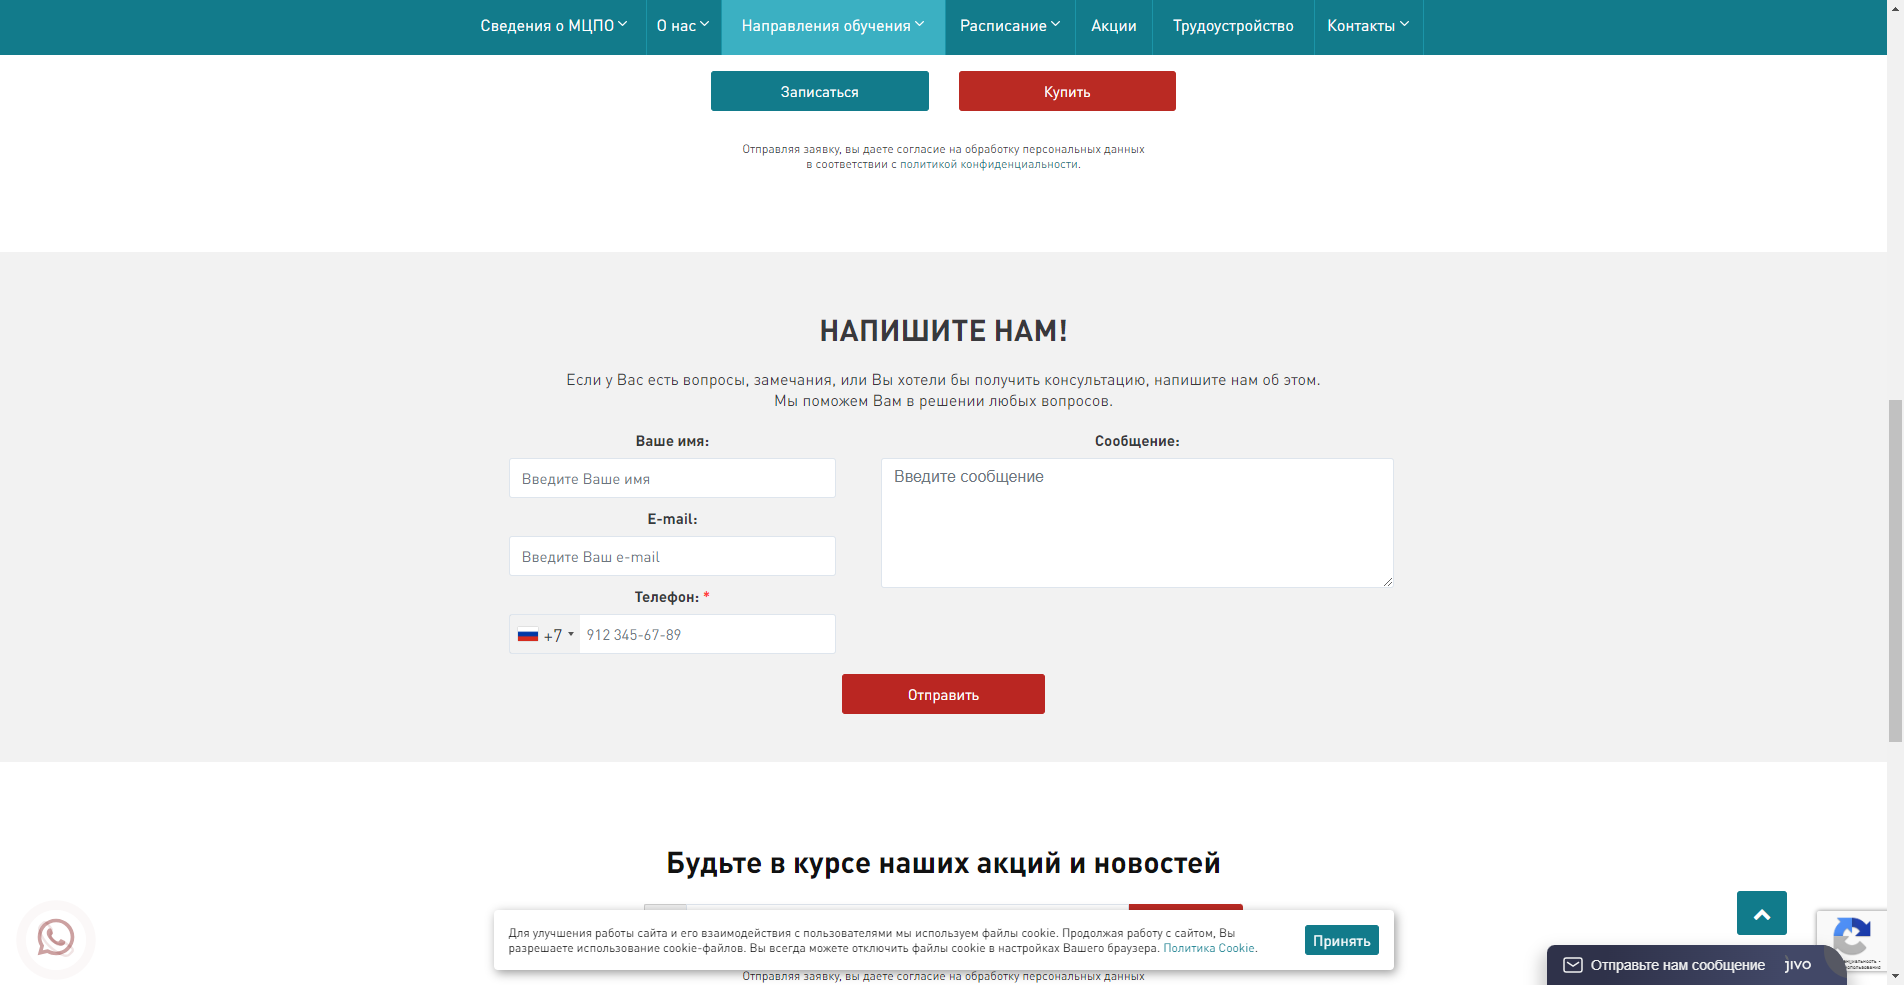 Сведения о МЦПО
О нас
Направления обучения
Расписание
Акции
Трудоустройство
Контакты
Записаться
Купить
Отправляя заявку, вы даете согласие на обработку персональных данных
в соответствии с политикой конфиденциальности.
НАПИШИТЕ НАМ!
Если у Вас есть вопросы, замечания, или Вы хотели бы получить консультацию, напишите нам об этом.
Мы поможем Вам в решении любых вопросов.
Ваше имя:
Введите Ваше имя
E-mail:
Введите Ваш e-mail
Телефон: *
+7
912 345-67-89
Сообщение:
Введите сообщение
Отправить
Будьте в курсе наших акций и новостей
Для улучшения работы сайта и его взаимодействия с пользователями мы используем файлы cookie. Продолжая работу с сайтом, Вы
разрешаете использование cookie-файлов. Вы всегда можете отключить файлы cookie в настройках Вашего браузера. Политика Cookie.
Принять
Отправляя заявку, вы даете согласие на обработку персональных данных
Отправьте нам сообщение
jivo